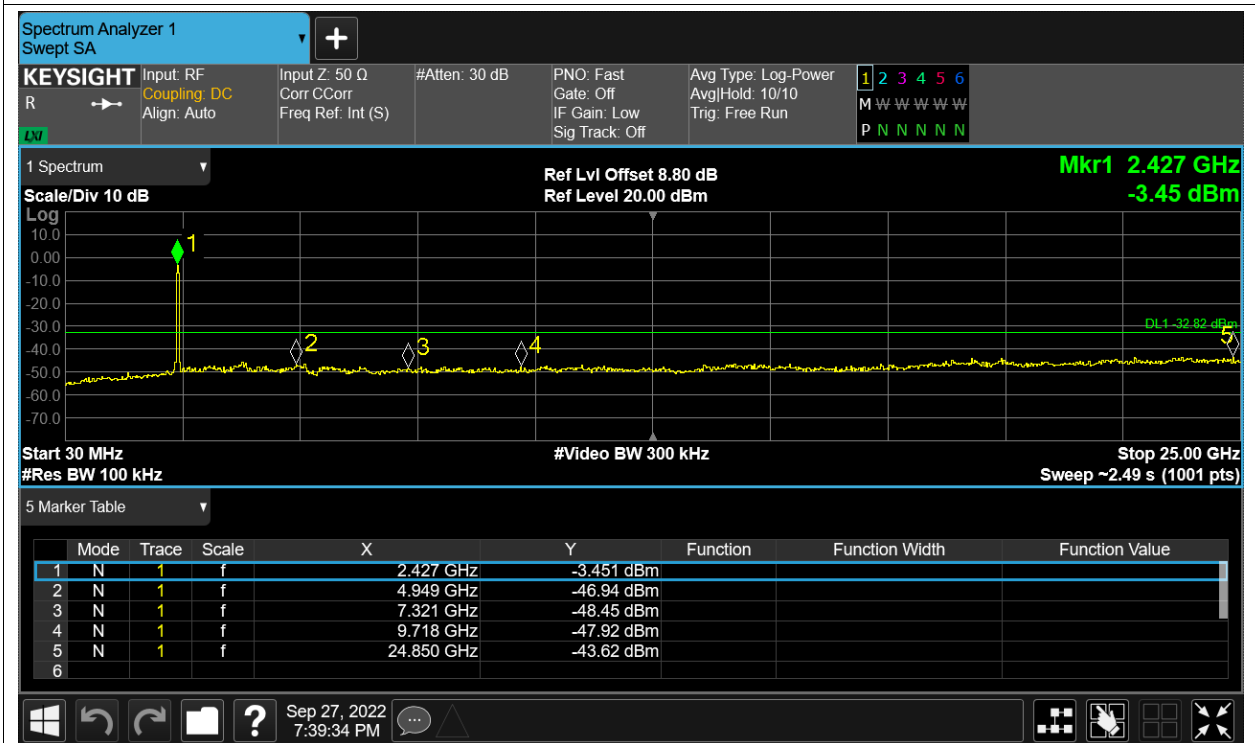 Spectrum Analyzer 1
Swept SA
KEYSIGHT
R
LXI
Input: RF
Coupling: DC
Align: Auto
Input Z: 50 Ω
Corr CCorr
Freq Ref: Int (S)
#Atten: 30 dB
PNO: Fast
Gate: Off
IF Gain: Low
Sig Track: Off
Avg Type: Log-Power
Avg|Hold: 10/10
Trig: Free Run
1 2 3 4 5 6
M W W W W W
P N N N N N
1 Spectrum
Scale/Div 10 dB
Ref Lvl Offset 8.80 dB
Ref Level 20.00 dBm
Mkr1 2.427 GHz
-3.45 dBm
Log
10.0
0.00
-10.0
-20.0
-30.0
-40.0
-50.0
-60.0
-70.0
1
2
3
4
5
DL1 -32.82 dBm
Start 30 MHz
#Video BW 300 kHz
Stop 25.00 GHz
#Res BW 100 kHz
Sweep ~2.49 s (1001 pts)
5 Marker Table
Mode Trace Scale X Y Function Function Width Function Value
1 N 1 f 2.427 GHz -3.451 dBm
2 N 1 f 4.949 GHz -46.94 dBm
3 N 1 f 7.321 GHz -48.45 dBm
4 N 1 f 9.718 GHz -47.92 dBm
5 N 1 f 24.850 GHz -43.62 dBm
6
?
Sep 27, 2022
7:39:34 PM